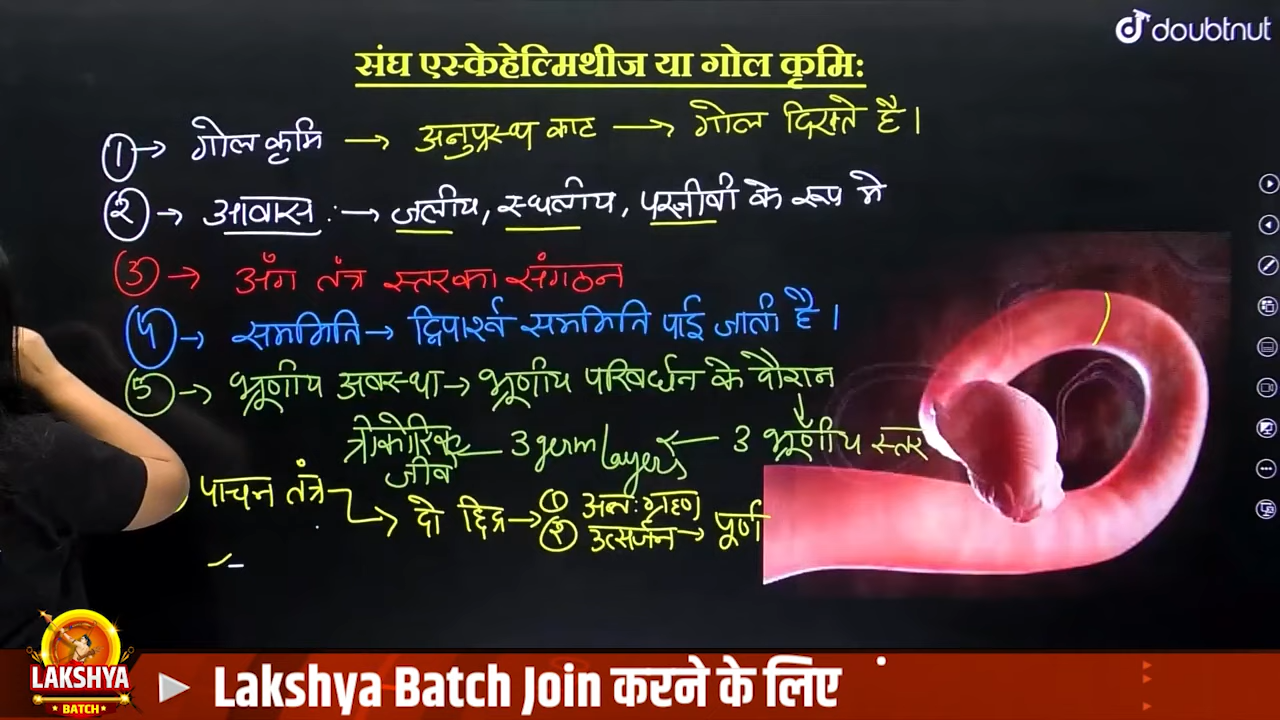 doubtnut
संघ एस्केहेल्मिथीज या गोल कृमि:
① → गोल कृमि → अनुप्रस्थ काट → गोल दिखते है।
② → आवास :→ जलीय, स्थलीय, परजीवी के रूप मे
③ → अंग तंत्र स्तर का संगठन
④ → सममिति → द्विपार्श्व सममिति पाई जाती है।
⑤ → भ्रूणीय अवस्था → भ्रूणीय परिवर्धन के दौरान
↓
त्रीकोरिक जीव ← 3 germ layers ← 3 भ्रूणीय स्तर
पाचन तंत्र → दो छिद्र → ① अन्तःग्रहण
② उत्सर्जन → पूर्ण
LAKSHYA
BATCH
Lakshya Batch Join करने के लिए